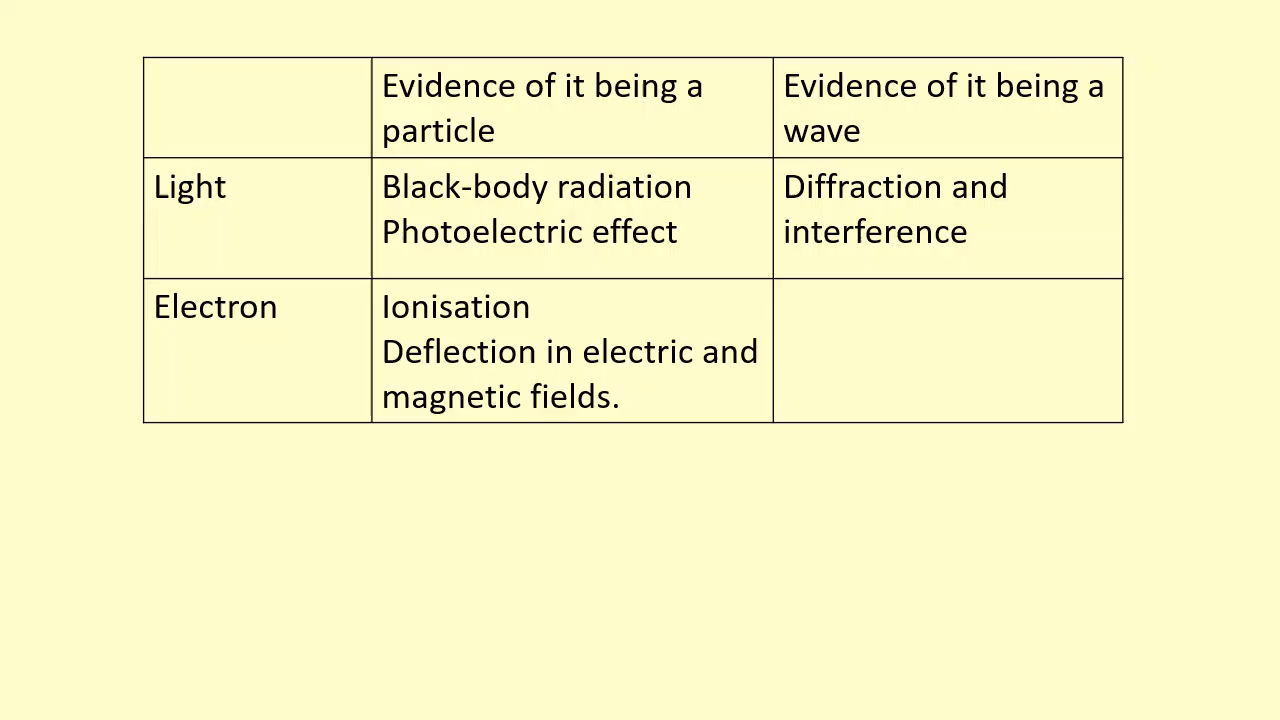 Evidence of it being a
particle
Evidence of it being a
wave
Light
Black-body radiation
Photoelectric effect
Diffraction and
interference
Electron
Ionisation
Deflection in electric and
magnetic fields.